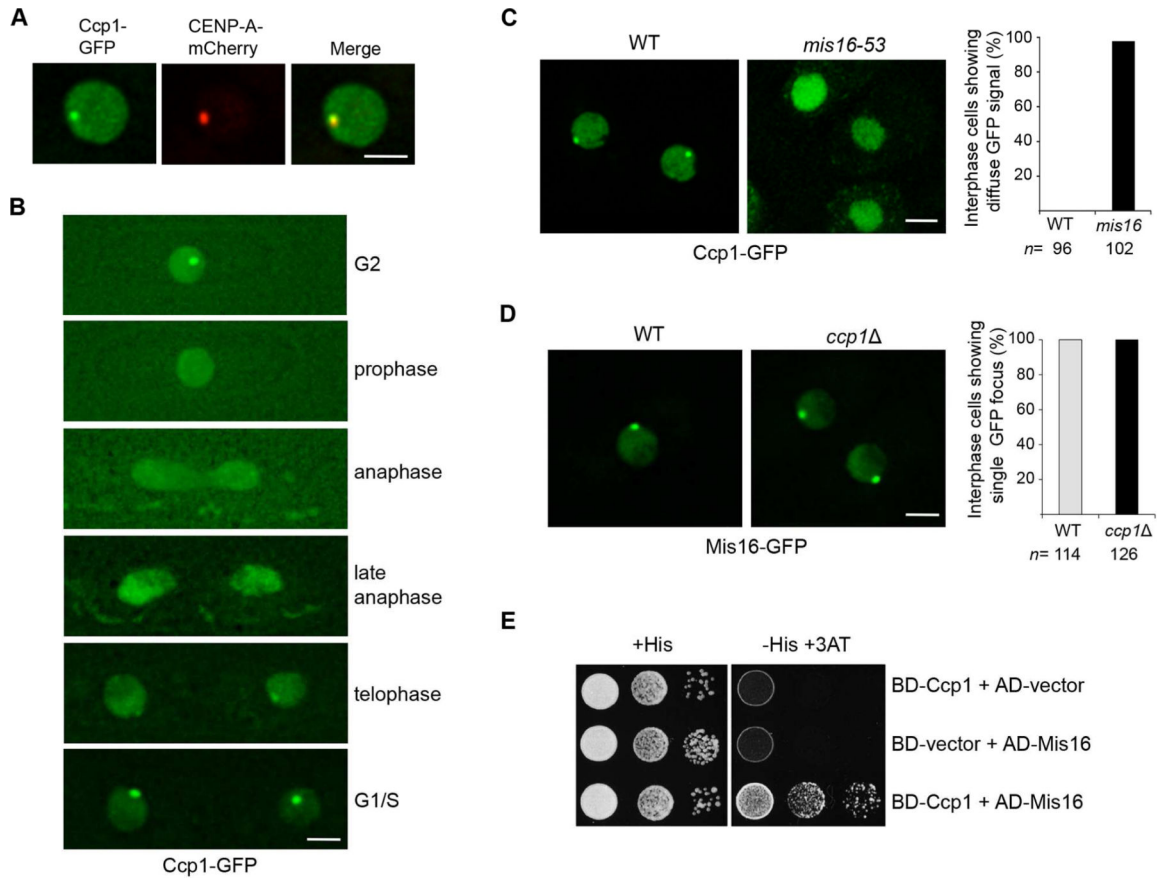 A
Ccp1-
GFP
CENP-A-
mCherry
Merge
B
G2
prophase
anaphase
late
anaphase
telophase
G1/S
Ccp1-GFP
C
WT
mis16-53
Ccp1-GFP
Interphase cells showing
diffuse GFP signal (%)
100
80
60
40
20
WT
mis16
n= 96
102
D
WT
ccp1Δ
Mis16-GFP
Interphase cells showing
single GFP focus (%)
100
80
60
40
20
WT
ccp1Δ
n= 114
126
E
+His
-His +3AT
BD-Ccp1 + AD-vector
BD-vector + AD-Mis16
BD-Ccp1 + AD-Mis16